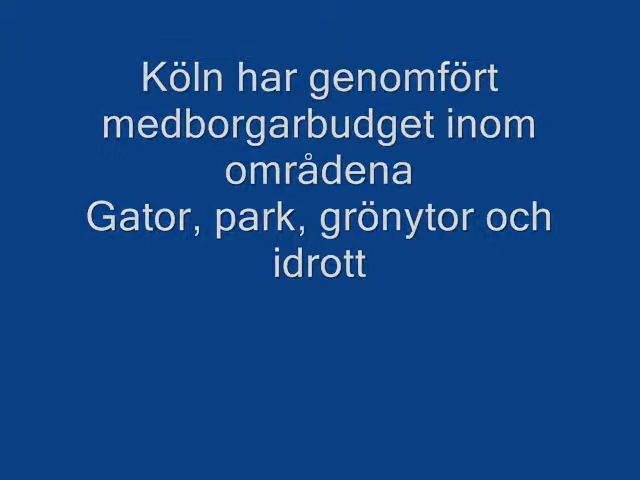 Köln har genomfört
medborgarbudget inom
områdena
Gator, park, grönytor och
idrott